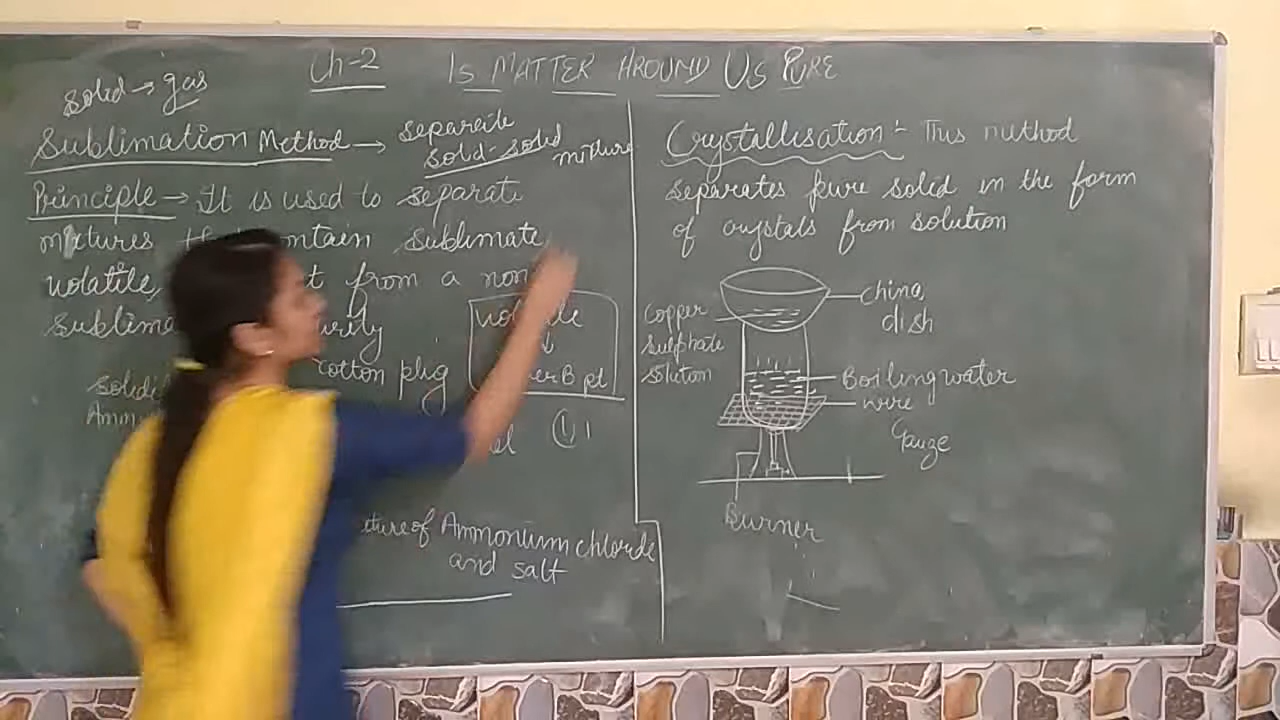 Ch-2 IS MATTER AROUND US PURE
solid → gas
Sublimation Method → separate
solid-solid
mixture
Principle → It is used to separate
mixtures contain sublimate
volatile, from a non
Sublima
cotton plug
Ammo
B pt
mixture of Ammonium chloride
and salt
Crystallisation :- This method
separates pure solid in the form
of crystals from solution
China
dish
Copper
Sulphate
solution
Boiling water
wire
Gauze
Burner